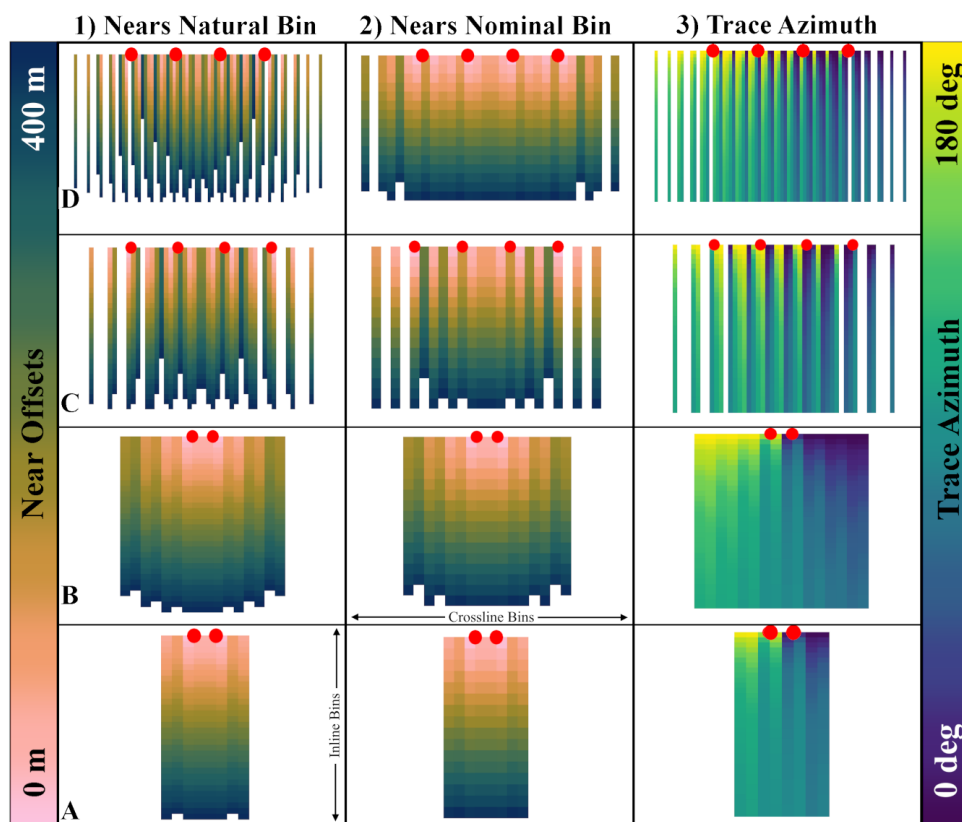 1) Nears Natural Bin
2) Nears Nominal Bin
3) Trace Azimuth
400 m
Near Offsets
0 m
D
C
B
A
Crossline Bins
Inline Bins
180 deg
Trace Azimuth
0 deg